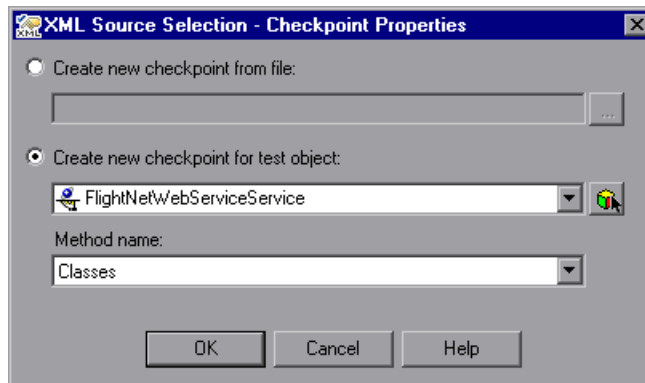 XML Source Selection - Checkpoint Properties
Create new checkpoint from file:
...
Create new checkpoint for test object:
FlightNetWebServiceService
Method name:
Classes
OK Cancel Help